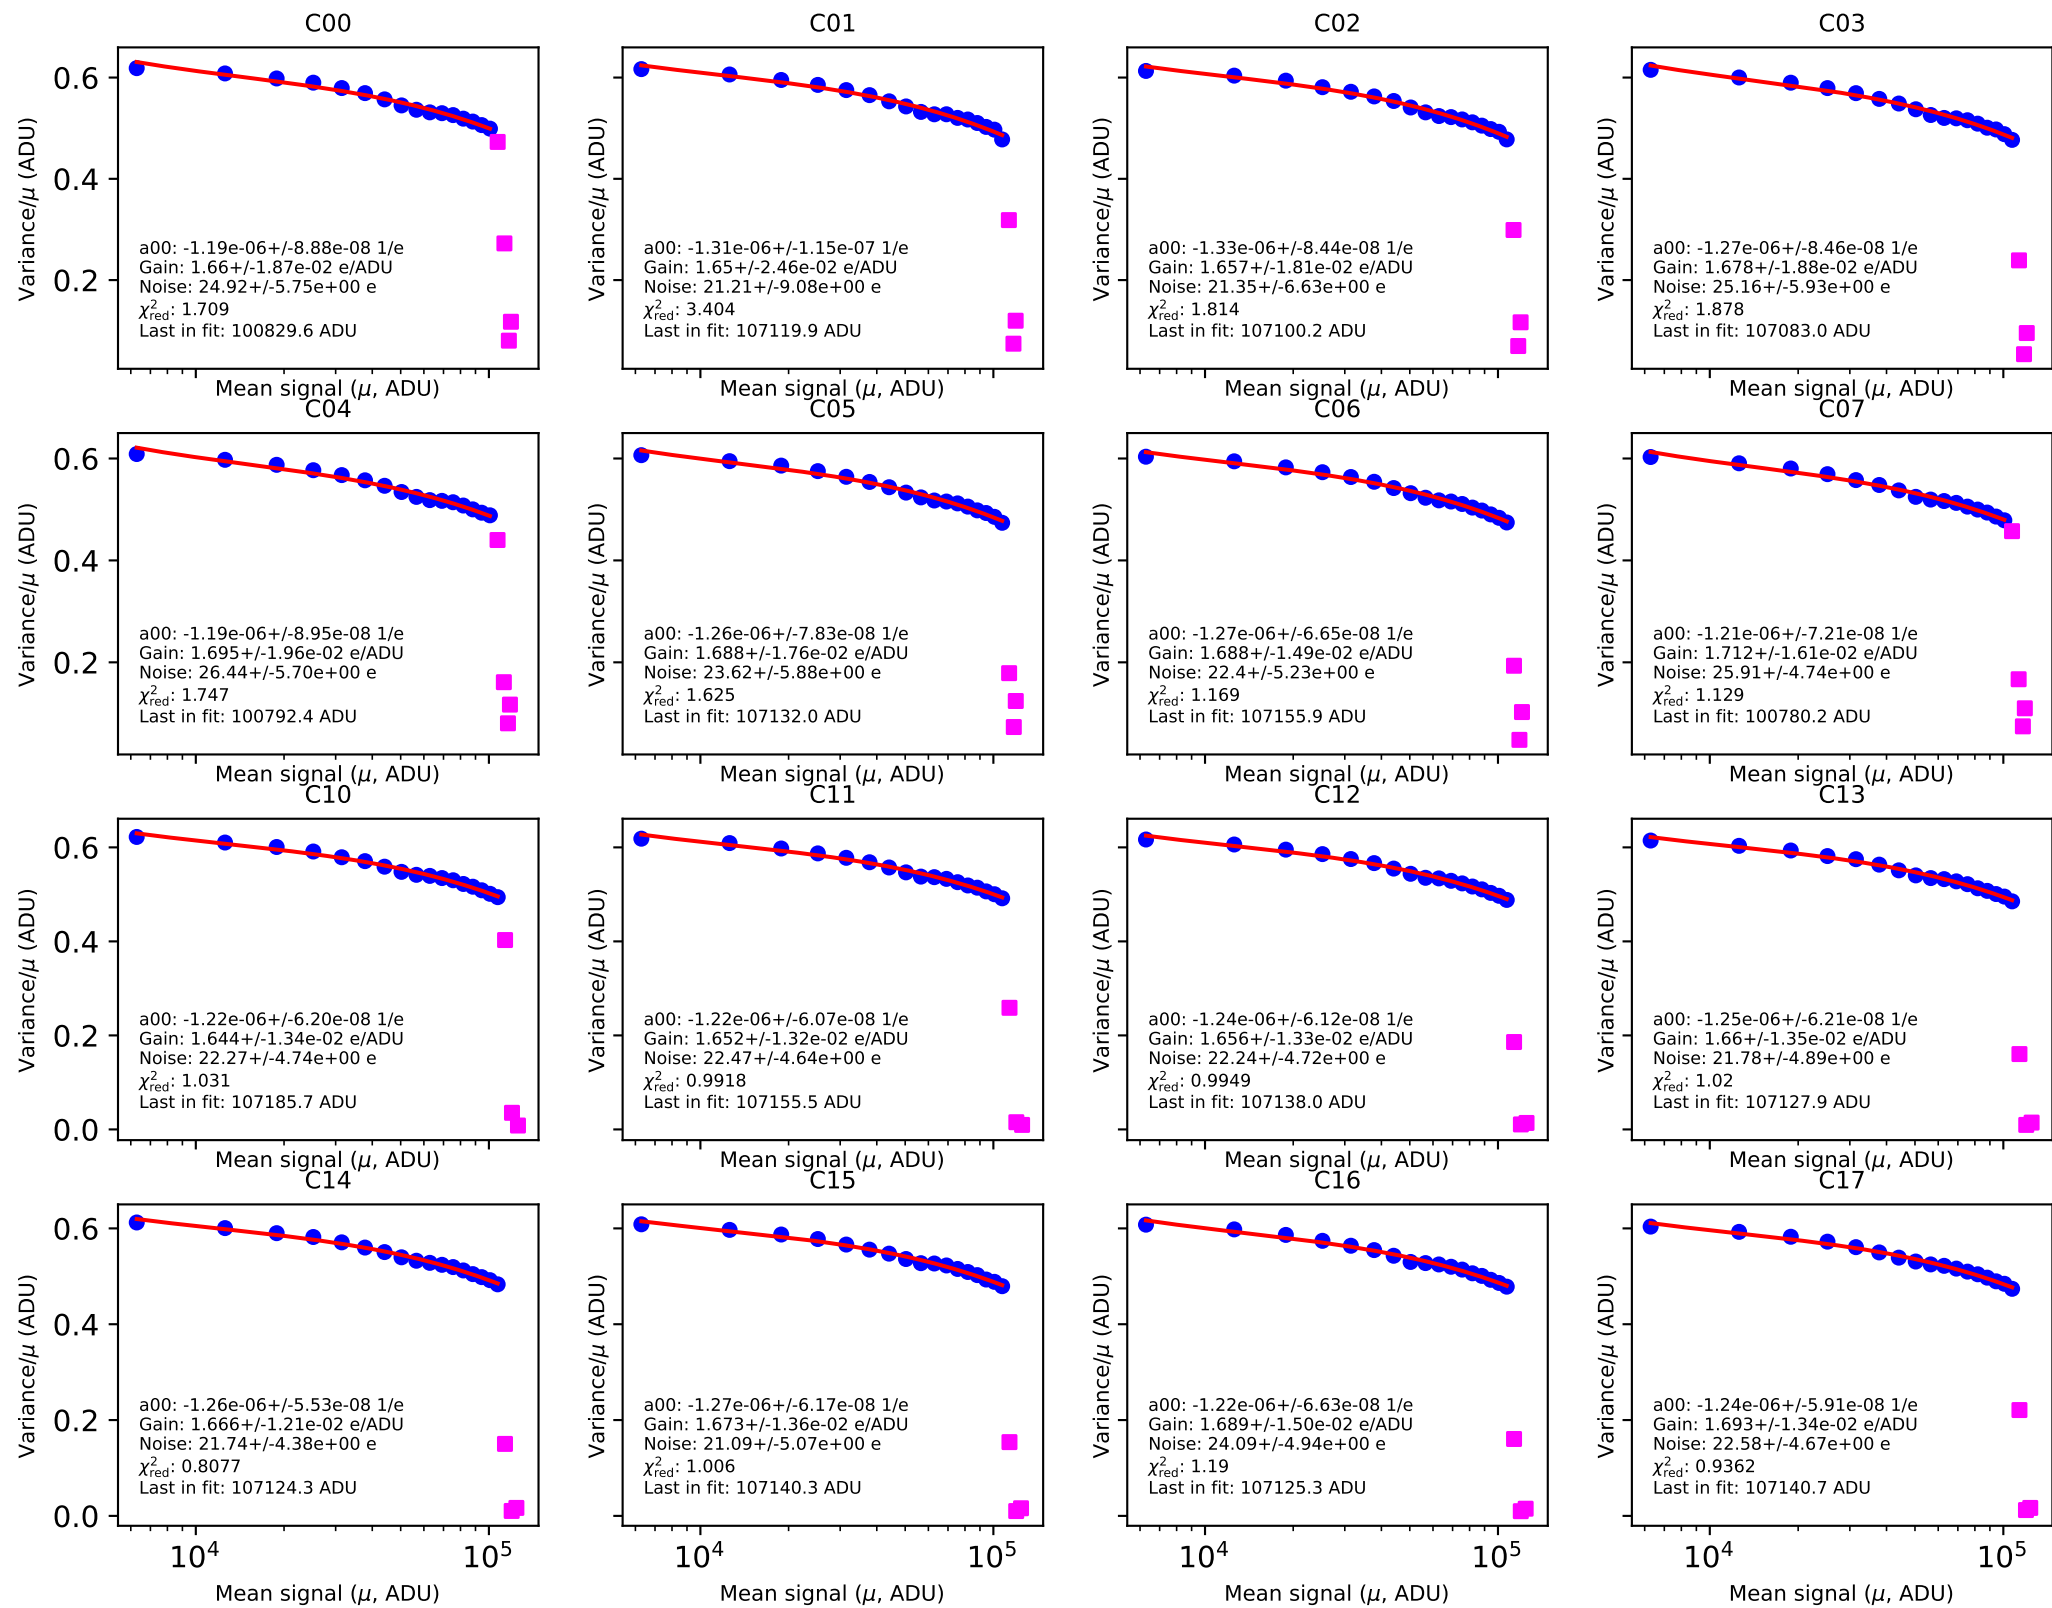 C00
C01
C02
C03
Variance/μ (ADU)
0.6
0.4
0.2
a00: -1.19e-06+/-8.88e-08 1/e
Gain: 1.66+/-1.87e-02 e/ADU
Noise: 24.92+/-5.75e+00 e
χ²red: 1.709
Last in fit: 100829.6 ADU
Mean signal (μ, ADU)
Variance/μ (ADU)
a00: -1.31e-06+/-1.15e-07 1/e
Gain: 1.65+/-2.46e-02 e/ADU
Noise: 21.21+/-9.08e+00 e
χ²red: 3.404
Last in fit: 107119.9 ADU
Mean signal (μ, ADU)
Variance/μ (ADU)
a00: -1.33e-06+/-8.44e-08 1/e
Gain: 1.657+/-1.81e-02 e/ADU
Noise: 21.35+/-6.63e+00 e
χ²red: 1.814
Last in fit: 107100.2 ADU
Mean signal (μ, ADU)
Variance/μ (ADU)
a00: -1.27e-06+/-8.46e-08 1/e
Gain: 1.678+/-1.88e-02 e/ADU
Noise: 25.16+/-5.93e+00 e
χ²red: 1.878
Last in fit: 107083.0 ADU
Mean signal (μ, ADU)
C04
C05
C06
C07
Variance/μ (ADU)
0.6
0.4
0.2
a00: -1.19e-06+/-8.95e-08 1/e
Gain: 1.695+/-1.96e-02 e/ADU
Noise: 26.44+/-5.70e+00 e
χ²red: 1.747
Last in fit: 100792.4 ADU
Mean signal (μ, ADU)
Variance/μ (ADU)
a00: -1.26e-06+/-7.83e-08 1/e
Gain: 1.688+/-1.76e-02 e/ADU
Noise: 23.62+/-5.88e+00 e
χ²red: 1.625
Last in fit: 107132.0 ADU
Mean signal (μ, ADU)
Variance/μ (ADU)
a00: -1.27e-06+/-6.65e-08 1/e
Gain: 1.688+/-1.49e-02 e/ADU
Noise: 22.4+/-5.23e+00 e
χ²red: 1.169
Last in fit: 107155.9 ADU
Mean signal (μ, ADU)
Variance/μ (ADU)
a00: -1.21e-06+/-7.21e-08 1/e
Gain: 1.712+/-1.61e-02 e/ADU
Noise: 25.91+/-4.74e+00 e
χ²red: 1.129
Last in fit: 100780.2 ADU
Mean signal (μ, ADU)
C10
C11
C12
C13
Variance/μ (ADU)
0.6
0.4
0.2
0.0
a00: -1.22e-06+/-6.20e-08 1/e
Gain: 1.644+/-1.34e-02 e/ADU
Noise: 22.27+/-4.74e+00 e
χ²red: 1.031
Last in fit: 107185.7 ADU
Mean signal (μ, ADU)
Variance/μ (ADU)
a00: -1.22e-06+/-6.07e-08 1/e
Gain: 1.652+/-1.32e-02 e/ADU
Noise: 22.47+/-4.64e+00 e
χ²red: 0.9918
Last in fit: 107155.5 ADU
Mean signal (μ, ADU)
Variance/μ (ADU)
a00: -1.24e-06+/-6.12e-08 1/e
Gain: 1.656+/-1.33e-02 e/ADU
Noise: 22.24+/-4.72e+00 e
χ²red: 0.9949
Last in fit: 107138.0 ADU
Mean signal (μ, ADU)
Variance/μ (ADU)
a00: -1.25e-06+/-6.21e-08 1/e
Gain: 1.66+/-1.35e-02 e/ADU
Noise: 21.78+/-4.89e+00 e
χ²red: 1.02
Last in fit: 107127.9 ADU
Mean signal (μ, ADU)
C14
C15
C16
C17
Variance/μ (ADU)
0.6
0.4
0.2
0.0
a00: -1.26e-06+/-5.53e-08 1/e
Gain: 1.666+/-1.21e-02 e/ADU
Noise: 21.74+/-4.38e+00 e
χ²red: 0.8077
Last in fit: 107124.3 ADU
10⁴ 10⁵
Mean signal (μ, ADU)
Variance/μ (ADU)
a00: -1.27e-06+/-6.17e-08 1/e
Gain: 1.673+/-1.36e-02 e/ADU
Noise: 21.09+/-5.07e+00 e
χ²red: 1.006
Last in fit: 107140.3 ADU
10⁴ 10⁵
Mean signal (μ, ADU)
Variance/μ (ADU)
a00: -1.22e-06+/-6.63e-08 1/e
Gain: 1.689+/-1.50e-02 e/ADU
Noise: 24.09+/-4.94e+00 e
χ²red: 1.19
Last in fit: 107125.3 ADU
10⁴ 10⁵
Mean signal (μ, ADU)
Variance/μ (ADU)
a00: -1.24e-06+/-5.91e-08 1/e
Gain: 1.693+/-1.34e-02 e/ADU
Noise: 22.58+/-4.67e+00 e
χ²red: 0.9362
Last in fit: 107140.7 ADU
10⁴ 10⁵
Mean signal (μ, ADU)